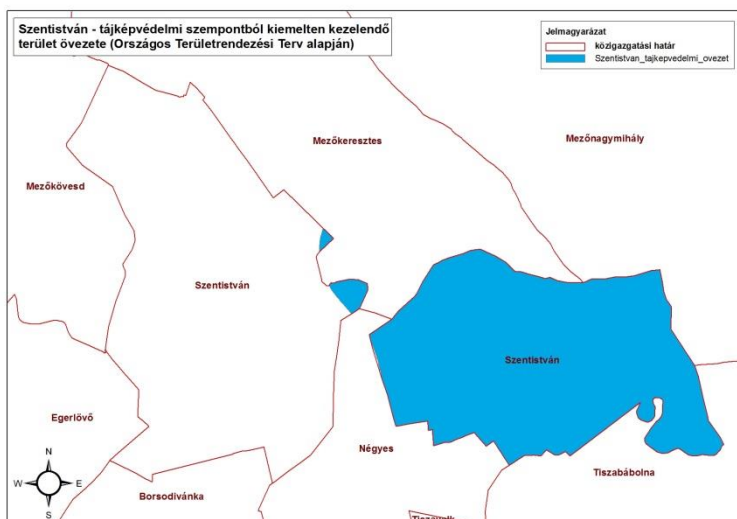 Szentistván - tájképvédelmi szempontból kiemelten kezelendő
terület övezete (Országos Területrendezési Terv alapján)
Jelmagyarázat
közigazgatási határ
Szentistvan_tajkepvedelmi_ovezet
Mezőkeresztes
Mezőnagymihály
Mezőkövesd
Szentistván
Szentistván
Egerlövő
Négyes
Tiszabábolna
Borsodivánka
N
W
E
S